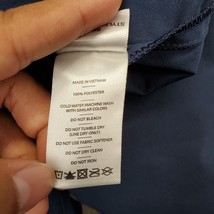 MADE IN VIETNAM
100% POLYESTER
COLD WATER MACHINE WASH
WITH SIMILAR COLORS
DO NOT BLEACH
DO NOT TUMBLE DRY
(LINE DRY ONLY)
DO NOT USE FABRIC SOFTENER
DO NOT DRY CLEAN
DO NOT IRON